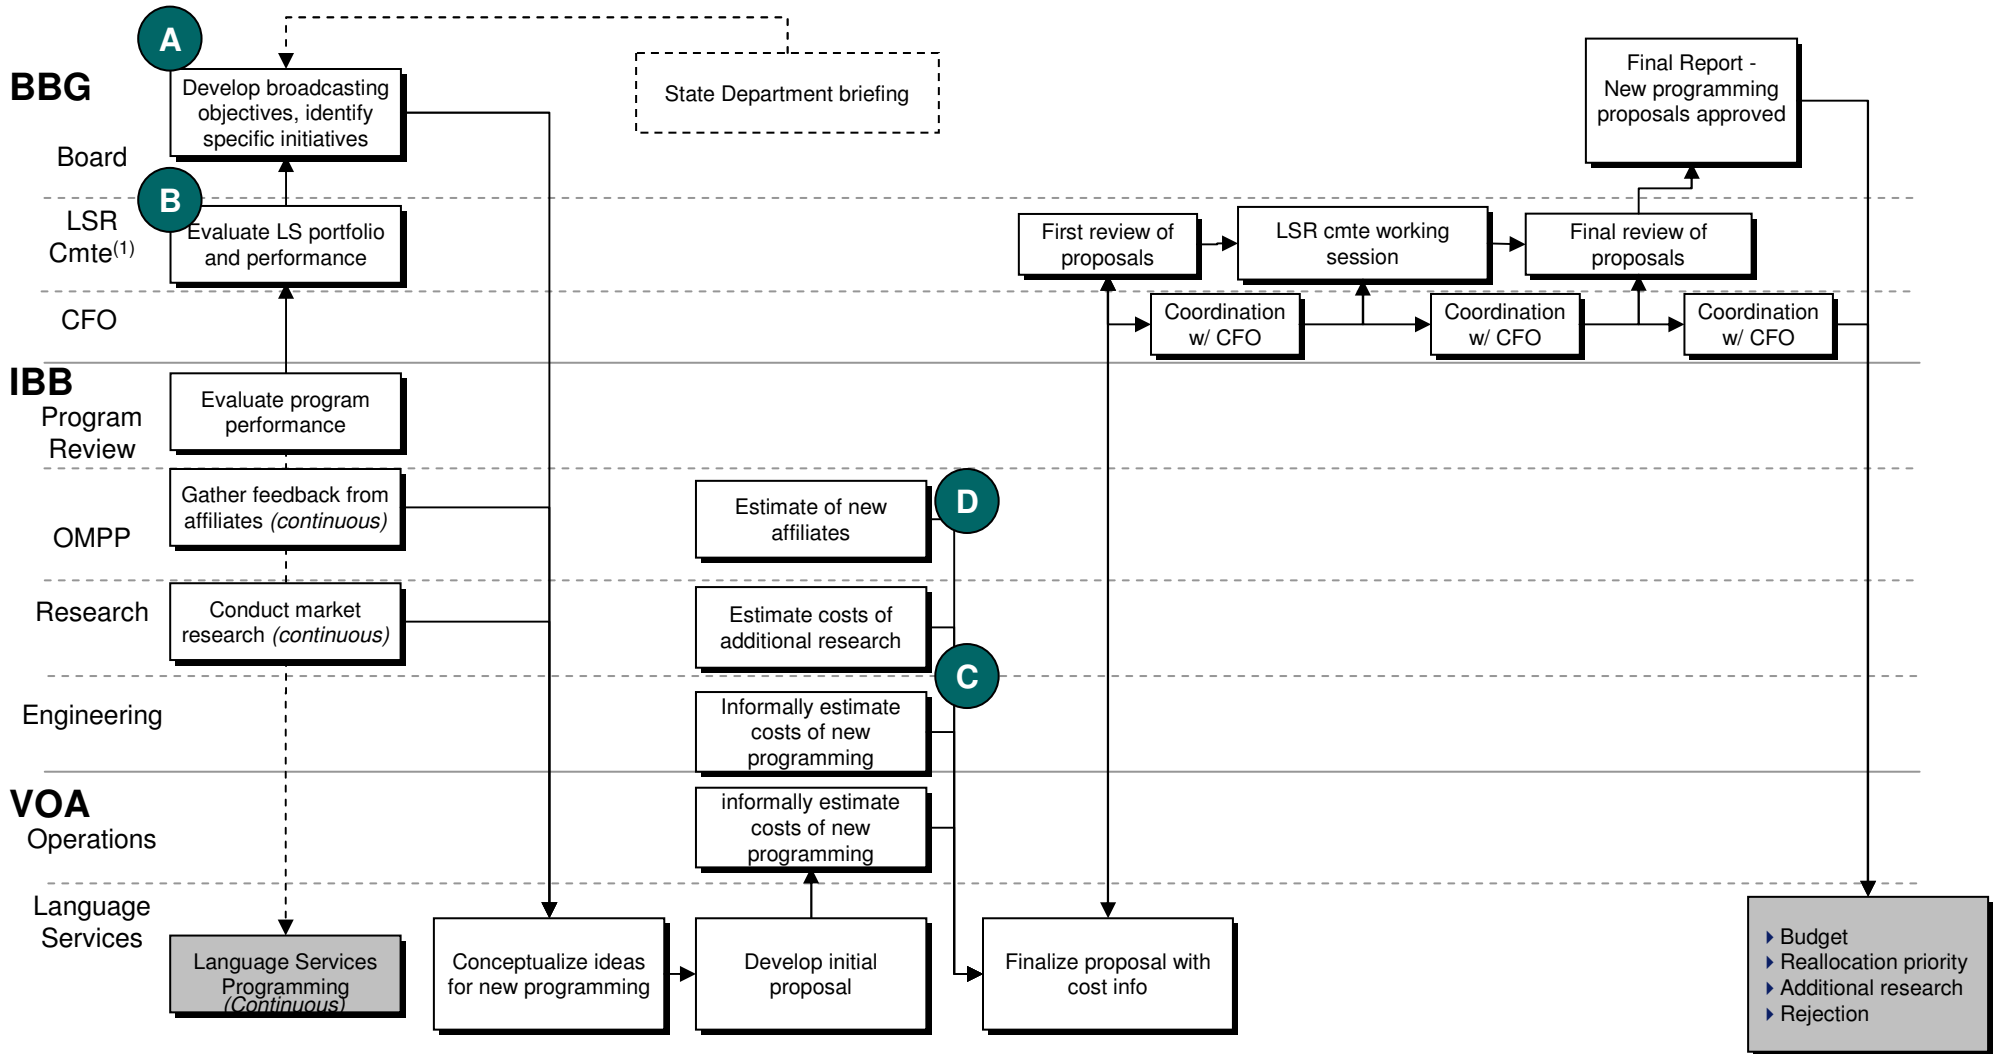 A
BBG
Develop broadcasting
objectives, identify
specific initiatives
State Department briefing
Final Report -
New programming
proposals approved
Board
B
LSR
Cmte(1)
Evaluate LS portfolio
and performance
First review of
proposals
LSR cmte working
session
Final review of
proposals
CFO
Coordination
w/ CFO
Coordination
w/ CFO
Coordination
w/ CFO
IBB
Program
Review
Evaluate program
performance
OMPP
Gather feedback from
affiliates (continuous)
Estimate of new
affiliates
D
Research
Conduct market
research (continuous)
Estimate costs of
additional research
C
Engineering
Informally estimate
costs of new
programming
VOA
Operations
informally estimate
costs of new
programming
Language
Services
Language Services
Programming
(Continuous)
Conceptualize ideas
for new programming
Develop initial
proposal
Finalize proposal with
cost info
Budget
Reallocation priority
Additional research
Rejection